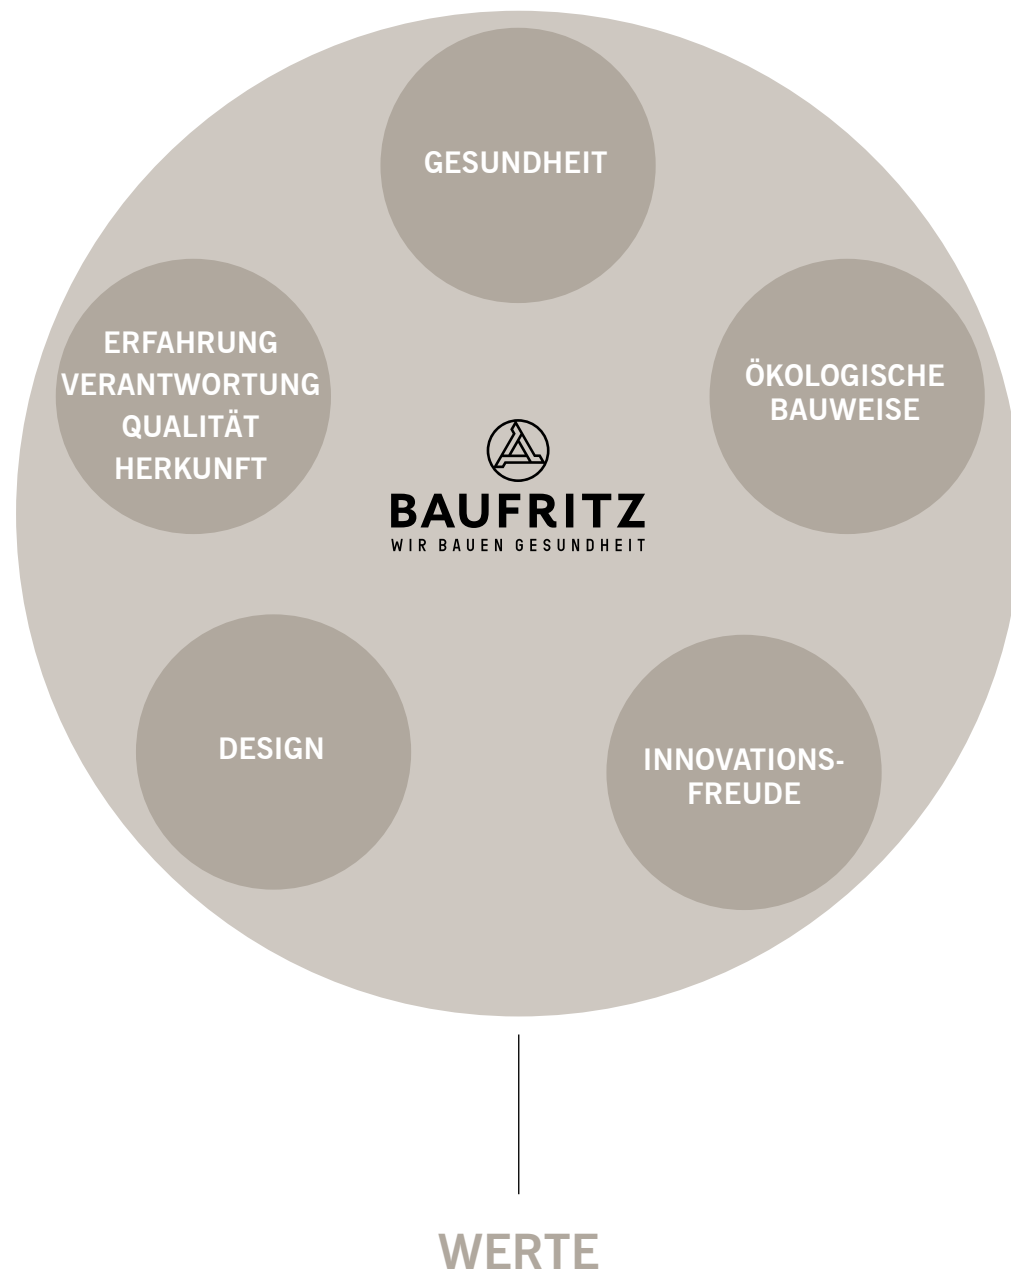 GESUNDHEIT
ERFAHRUNG
VERANTWORTUNG
QUALITÄT
HERKUNFT
ÖKOLOGISCHE
BAUWEISE
BAUFRITZ
WIR BAUEN GESUNDHEIT
DESIGN
INNOVATIONS-
FREUDE
WERTE